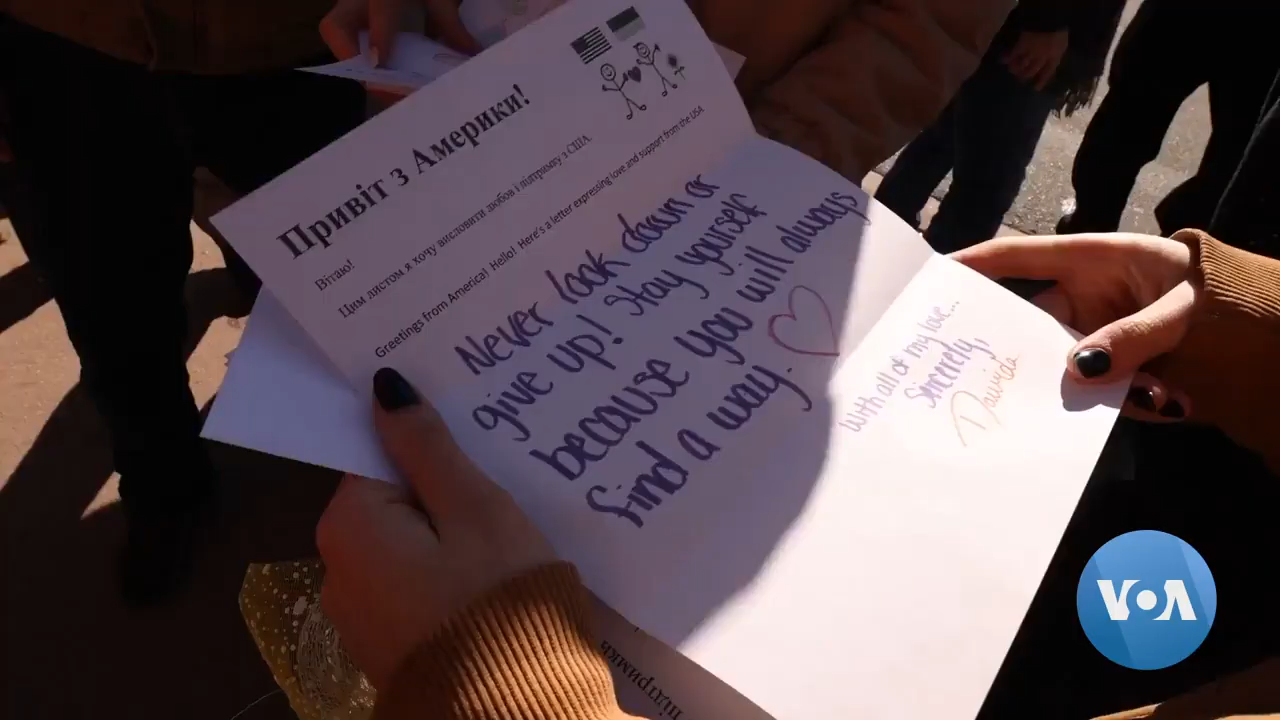 Привіт з Америки!
Вітаю!
Цим листом я хочу висловити любов і підтримку з США.
Greetings from America! Hello! Here's a letter expressing love and support from the USA
Never look down or
give up! Stay yourself
because you will always
find a way.
With all of my love...
Sincerely,
Davida
підтримкь
VOA